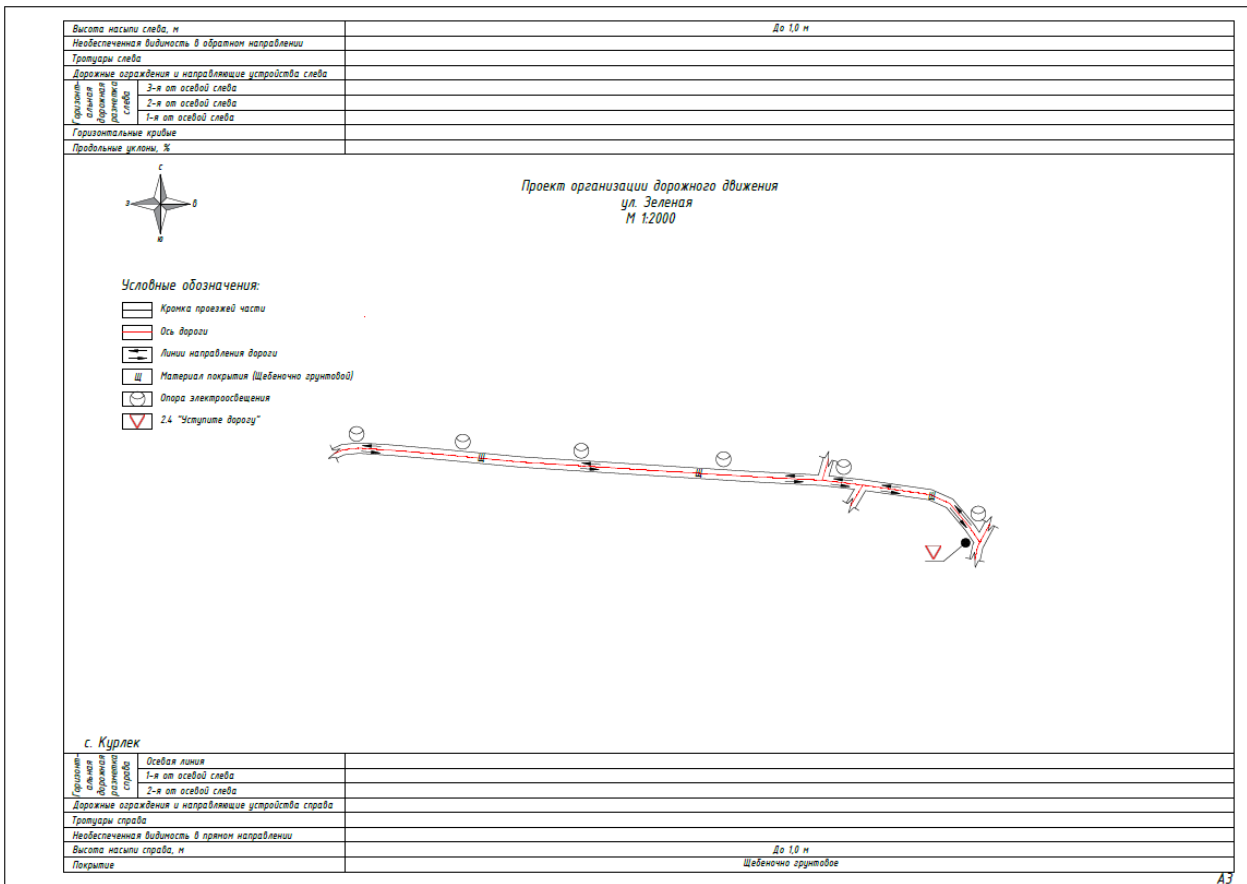 Высота насыпи слева, м
До 1,0 м
Необеспеченная видимость в обратном направлении
Тротуары слева
Дорожные ограждения и направляющие устройства слева
Горизонт-
альная
дорожная
разметка
слева
3-я от осевой слева
2-я от осевой слева
1-я от осевой слева
Горизонтальные кривые
Продольные уклоны, %
с
з
в
ю
Проект организации дорожного движения
ул. Зеленая
М 1:2000
Условные обозначения:
Кромка проезжей части
Ось дороги
Линии направления дороги
Щ
Материал покрытия (Щебеночно грунтовой)
Опора электроосвещения
2.4 "Уступите дорогу"
Щ
Щ
Щ
с. Курлек
Горизонт-
альная
дорожная
разметка
справа
Осевая линия
1-я от осевой слева
2-я от осевой слева
Дорожные ограждения и направляющие устройства справа
Тротуары справа
Необеспеченная видимость в прямом направлении
Высота насыпи справа, м
До 1,0 м
Покрытие
Щебеночно грунтовое
А3